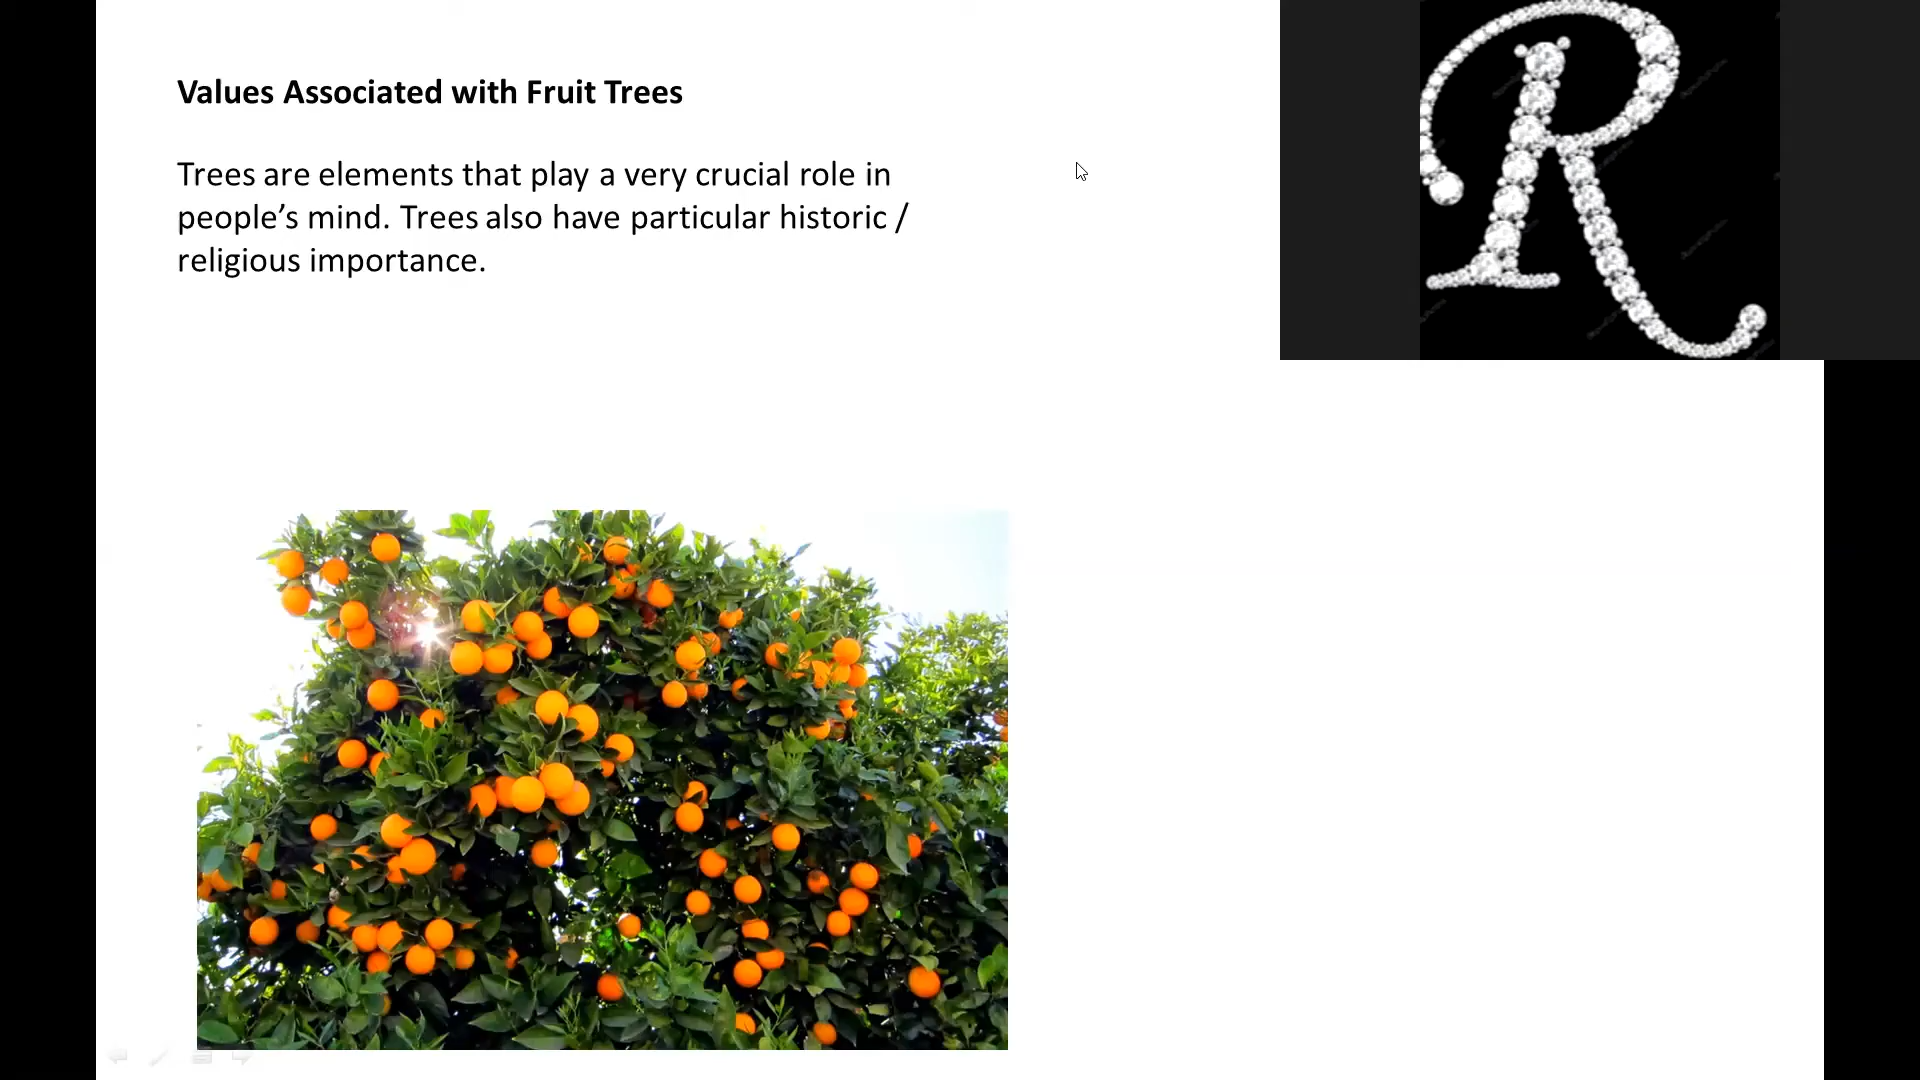 Values Associated with Fruit Trees
Trees are elements that play a very crucial role in
people’s mind. Trees also have particular historic /
religious importance.
R